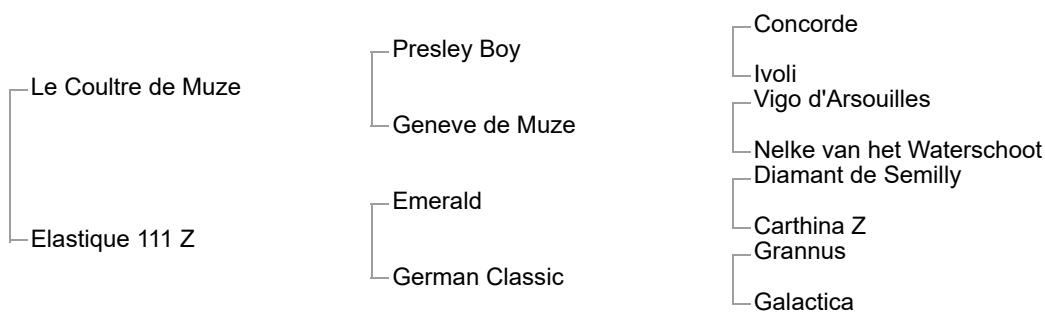 Concorde
Presley Boy
Ivoli
Le Coultre de Muze
Vigo d'Arsouilles
Geneve de Muze
Nelke van het Waterschoot
Diamant de Semilly
Emerald
Carthina Z
Elastique 111 Z
Grannus
German Classic
Galactica